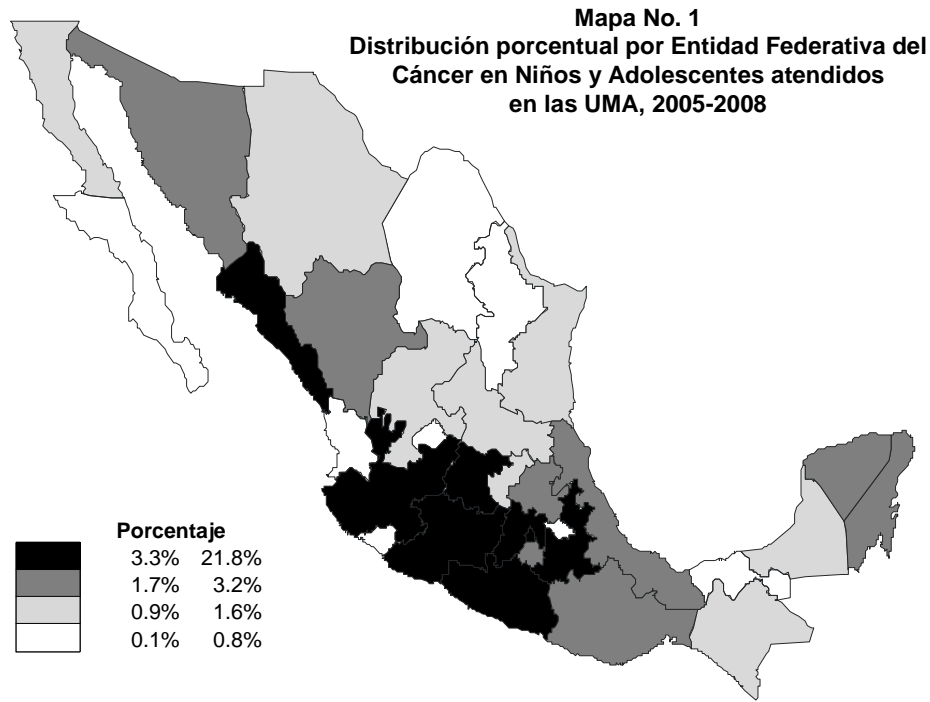 Mapa No. 1
Distribución porcentual por Entidad Federativa del
Cáncer en Niños y Adolescentes atendidos
en las UMA, 2005-2008
Porcentaje
3.3% 21.8%
1.7% 3.2%
0.9% 1.6%
0.1% 0.8%